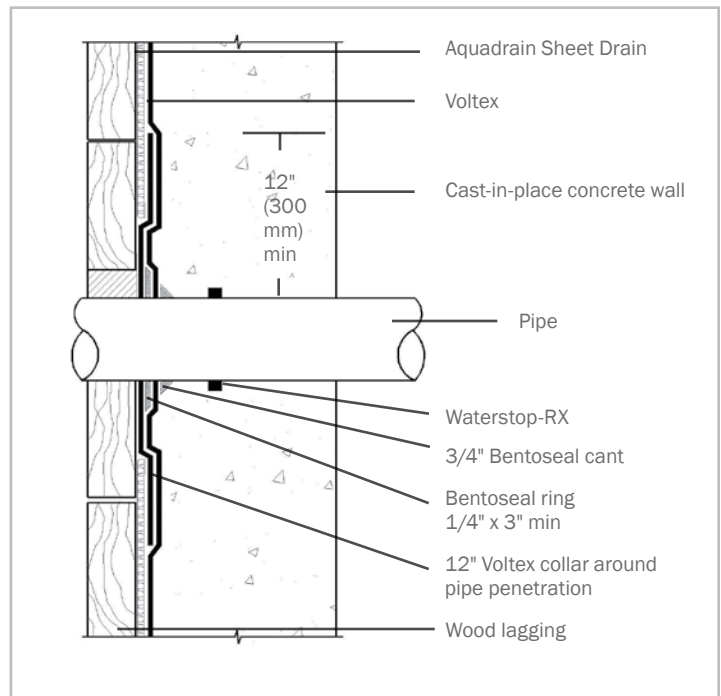 Aquadrain Sheet Drain
Voltex
12"
(300
mm)
min
Cast-in-place concrete wall
Pipe
Waterstop-RX
3/4" Bentoseal cant
Bentoseal ring
1/4" x 3" min
12" Voltex collar around
pipe penetration
Wood lagging